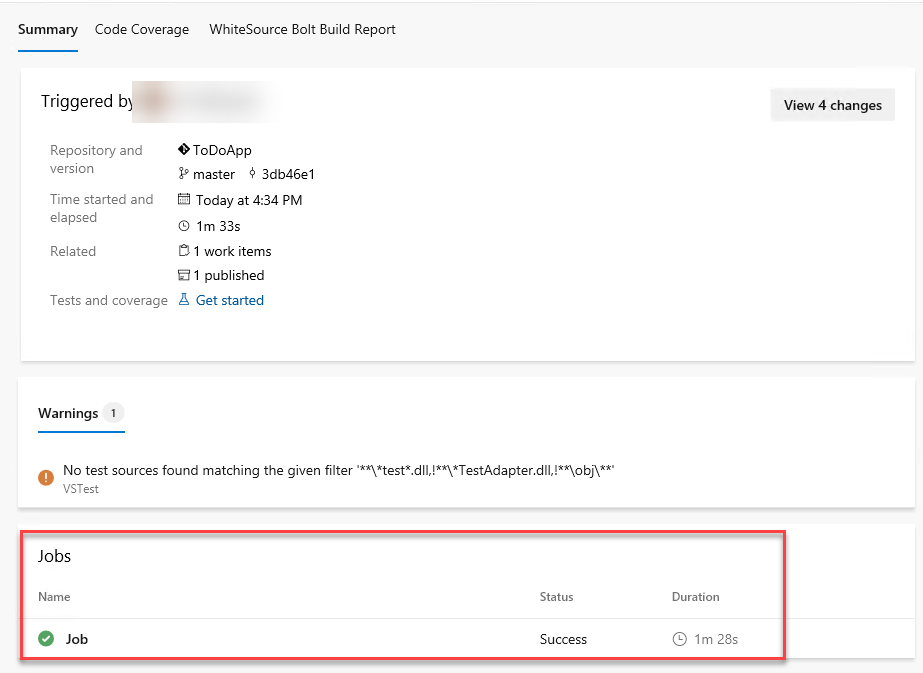 Summary Code Coverage WhiteSource Bolt Build Report
Triggered by
View 4 changes
Repository and version
ToDoApp
master 3db46e1
Time started and elapsed
Today at 4:34 PM
1m 33s
Related
1 work items
1 published
Tests and coverage
Get started
Warnings 1
No test sources found matching the given filter '**\*test*.dll,!**\*TestAdapter.dll,!**\obj\**'
VSTest
Jobs
Name Status Duration
Job Success 1m 28s